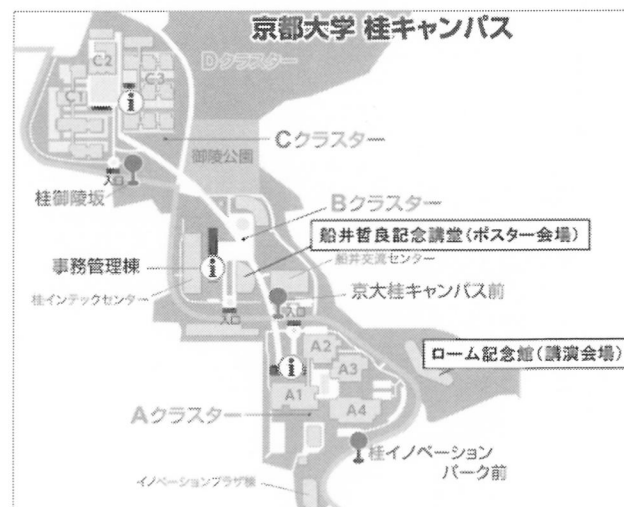 京都大学 桂キャンパス
Dクラスター
C2
C3
C1
Cクラスター
御陵公園
入口
桂御陵坂
Bクラスター
船井哲良記念講堂(ポスター会場)
船井交流センター
事務管理棟
桂インテックセンター
京大桂キャンパス前
入口
入口
A2
A3
ローム記念館(講演会場)
A1
A4
Aクラスター
桂イノベーション
パーク前
イノベーションプラザ棟